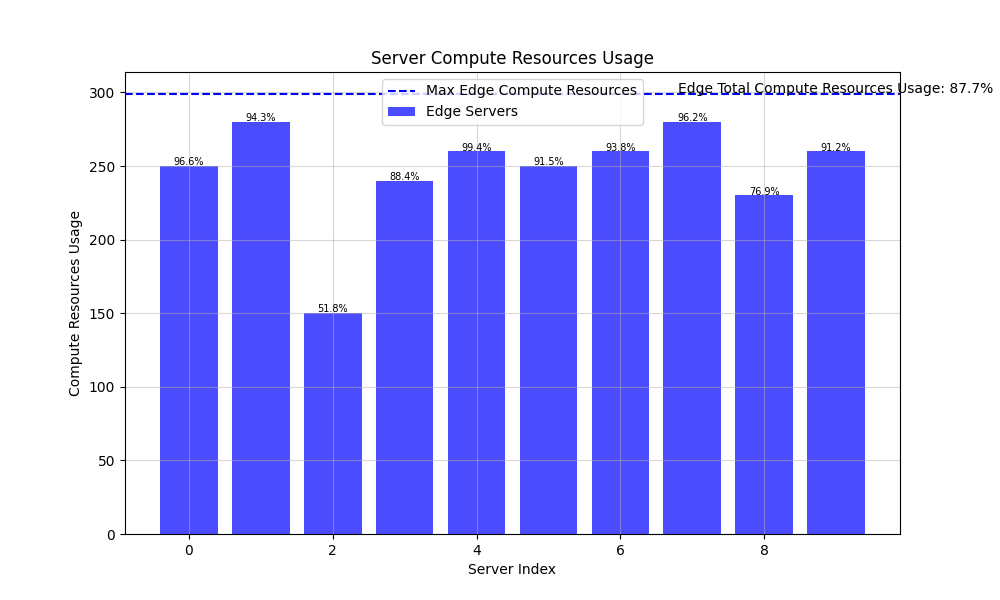 Server Compute Resources Usage
Max Edge Compute Resources
Edge Servers
Edge Total Compute Resources Usage: 87.7%
96.6%
94.3%
51.8%
88.4%
99.4%
91.5%
93.8%
96.2%
76.9%
91.2%
300
250
200
150
100
50
0
Compute Resources Usage
0 2 4 6 8
Server Index